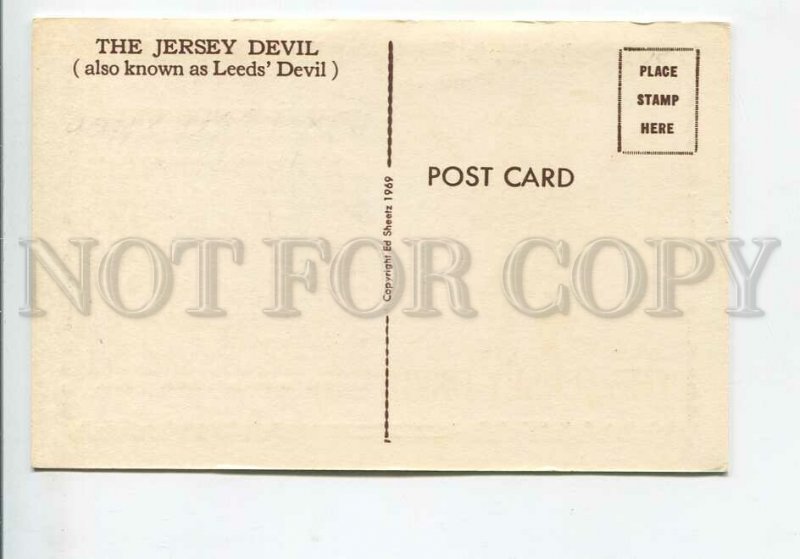 THE JERSEY DEVIL
( also known as Leeds' Devil )
PLACE
STAMP
HERE
POST CARD
Copyright Ed Sheetz 1969
NOT FOR COPY